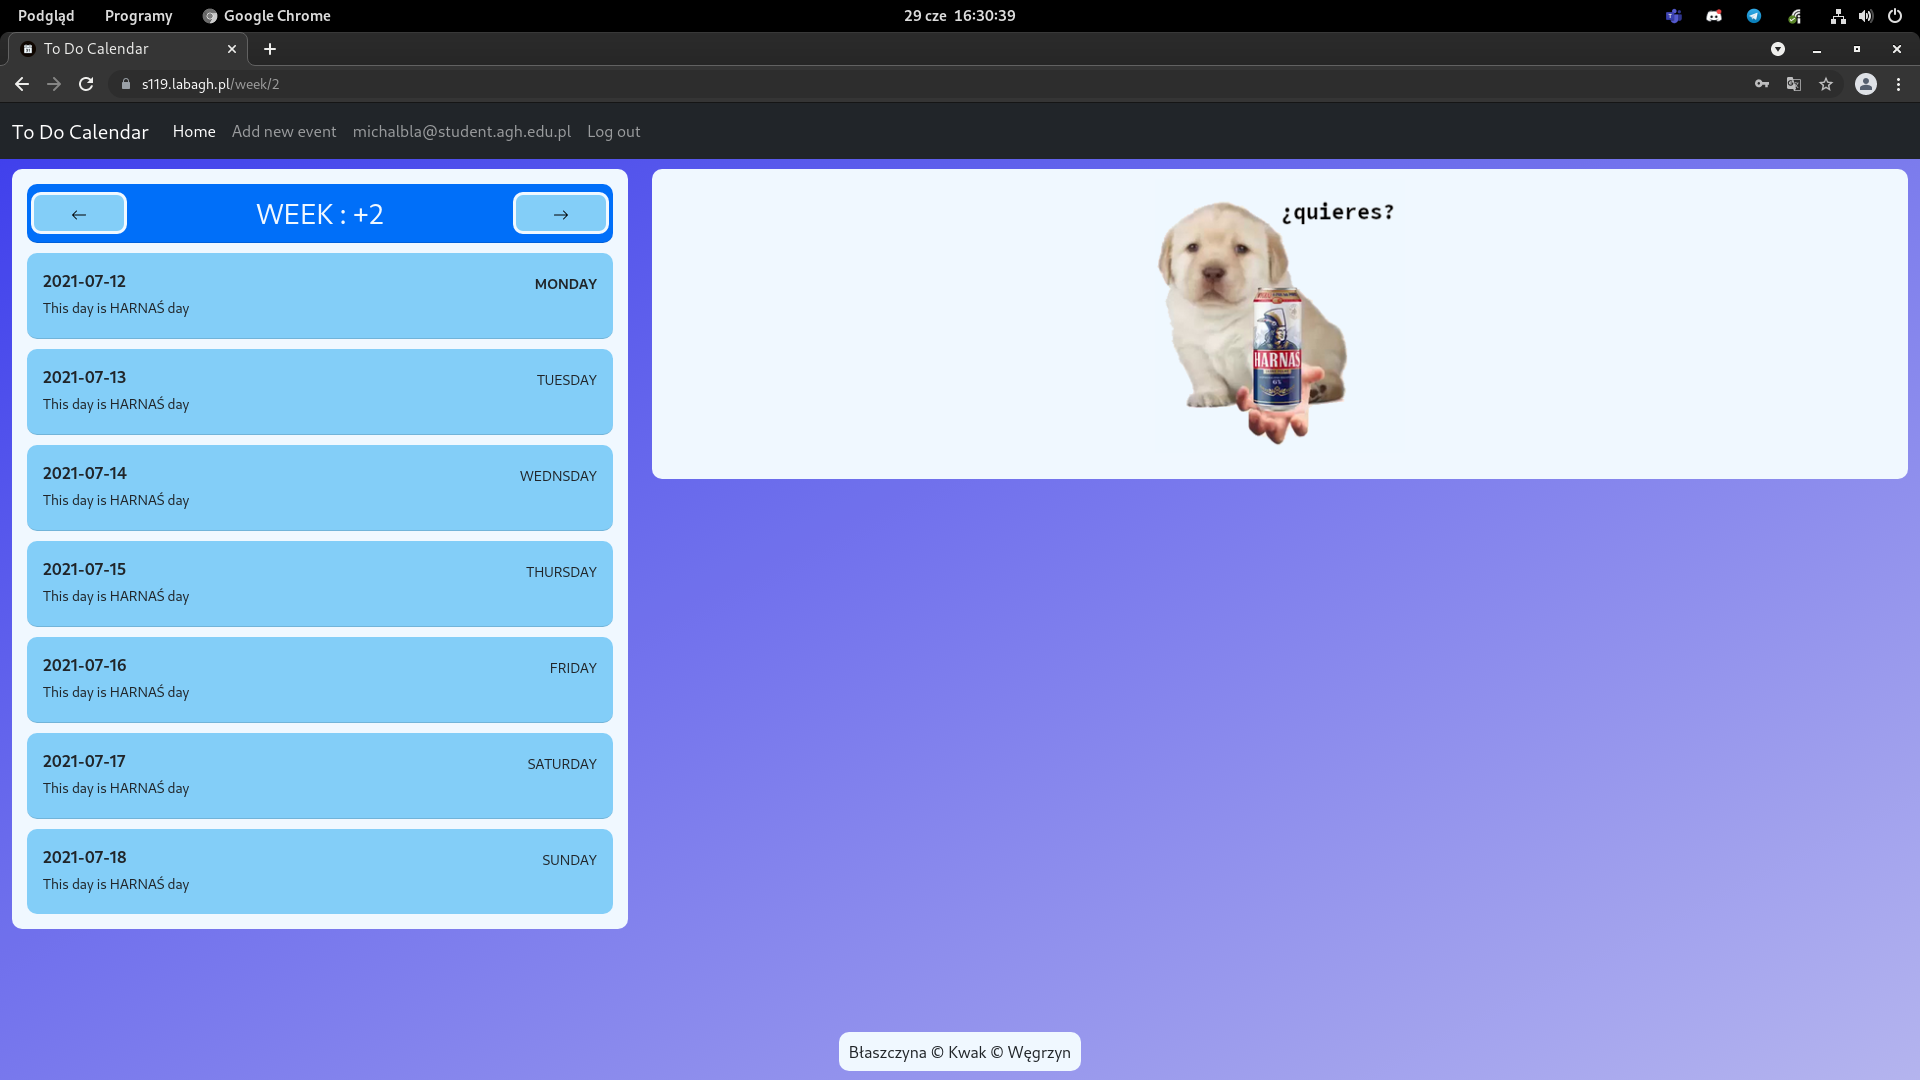 Podgląd Programy Google Chrome 29 cze 16:30:39
To Do Calendar
s119.labagh.pl/week/2
To Do Calendar Home Add new event michalbla@student.agh.edu.pl Log out
← WEEK : +2 →
2021-07-12 MONDAY
This day is HARNAŚ day
2021-07-13 TUESDAY
This day is HARNAŚ day
2021-07-14 WEDNSDAY
This day is HARNAŚ day
2021-07-15 THURSDAY
This day is HARNAŚ day
2021-07-16 FRIDAY
This day is HARNAŚ day
2021-07-17 SATURDAY
This day is HARNAŚ day
2021-07-18 SUNDAY
This day is HARNAŚ day
¿quieres?
HARNAŚ
Błaszczyna © Kwak © Węgrzyn